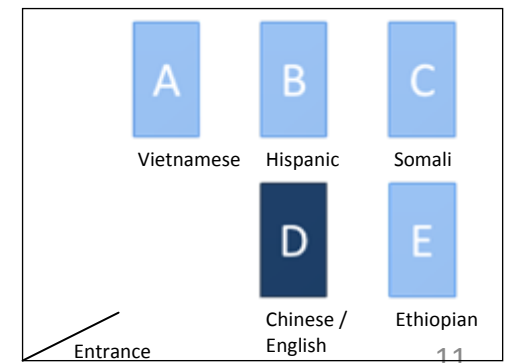 A B C
Vietnamese Hispanic Somali
D E
Chinese / Ethiopian
English
Entrance
11